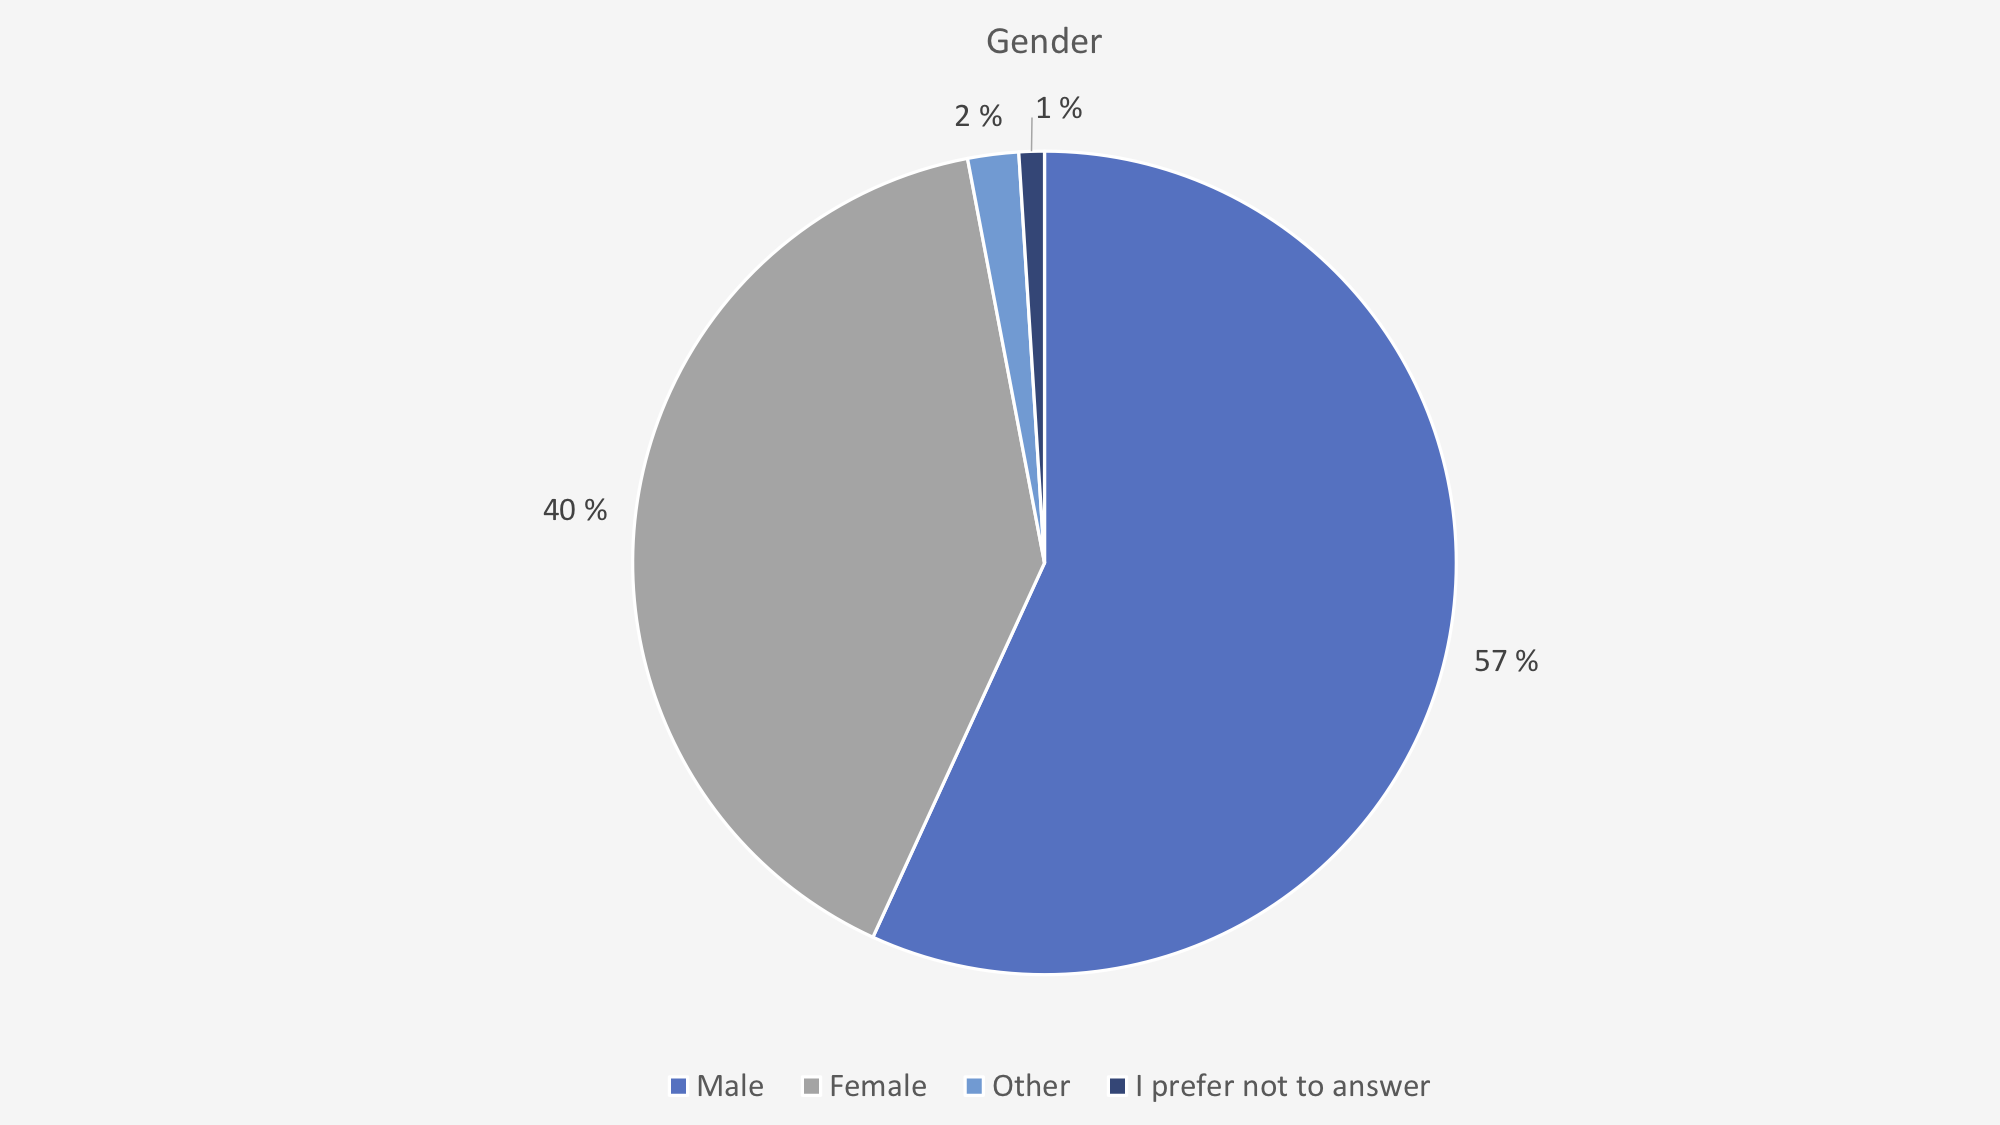 Gender
2 %
1 %
40 %
57 %
Male
Female
Other
I prefer not to answer